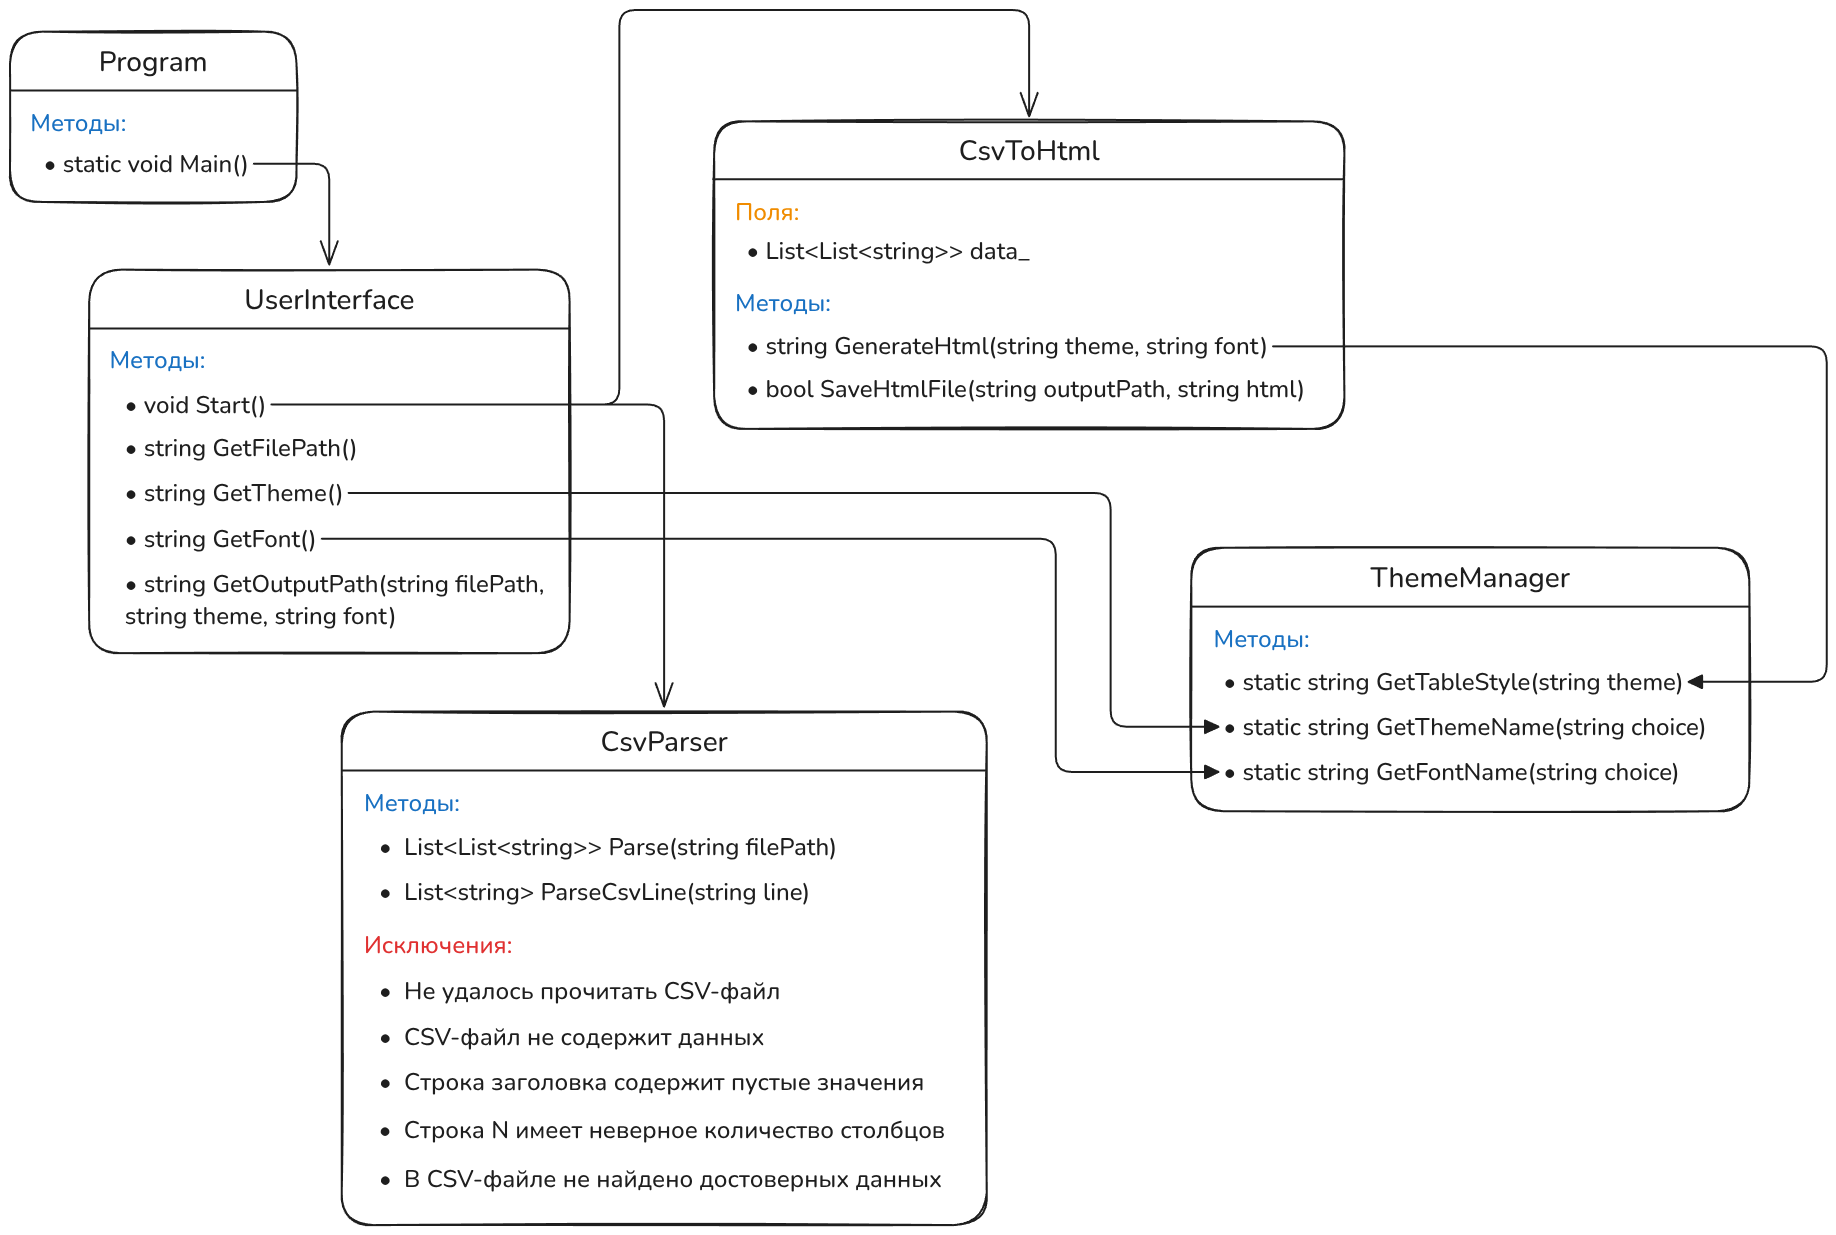 Program
Методы:
• static void Main()
UserInterface
Методы:
• void Start()
• string GetFilePath()
• string GetTheme()
• string GetFont()
• string GetOutputPath(string filePath,
string theme, string font)
CsvToHtml
Поля:
• List<List<string>> data_
Методы:
• string GenerateHtml(string theme, string font)
• bool SaveHtmlFile(string outputPath, string html)
ThemeManager
Методы:
• static string GetTableStyle(string theme)
• static string GetThemeName(string choice)
• static string GetFontName(string choice)
CsvParser
Методы:
• List<List<string>> Parse(string filePath)
• List<string> ParseCsvLine(string line)
Исключения:
• Не удалось прочитать CSV-файл
• CSV-файл не содержит данных
• Строка заголовка содержит пустые значения
• Строка N имеет неверное количество столбцов
• В CSV-файле не найдено достоверных данных